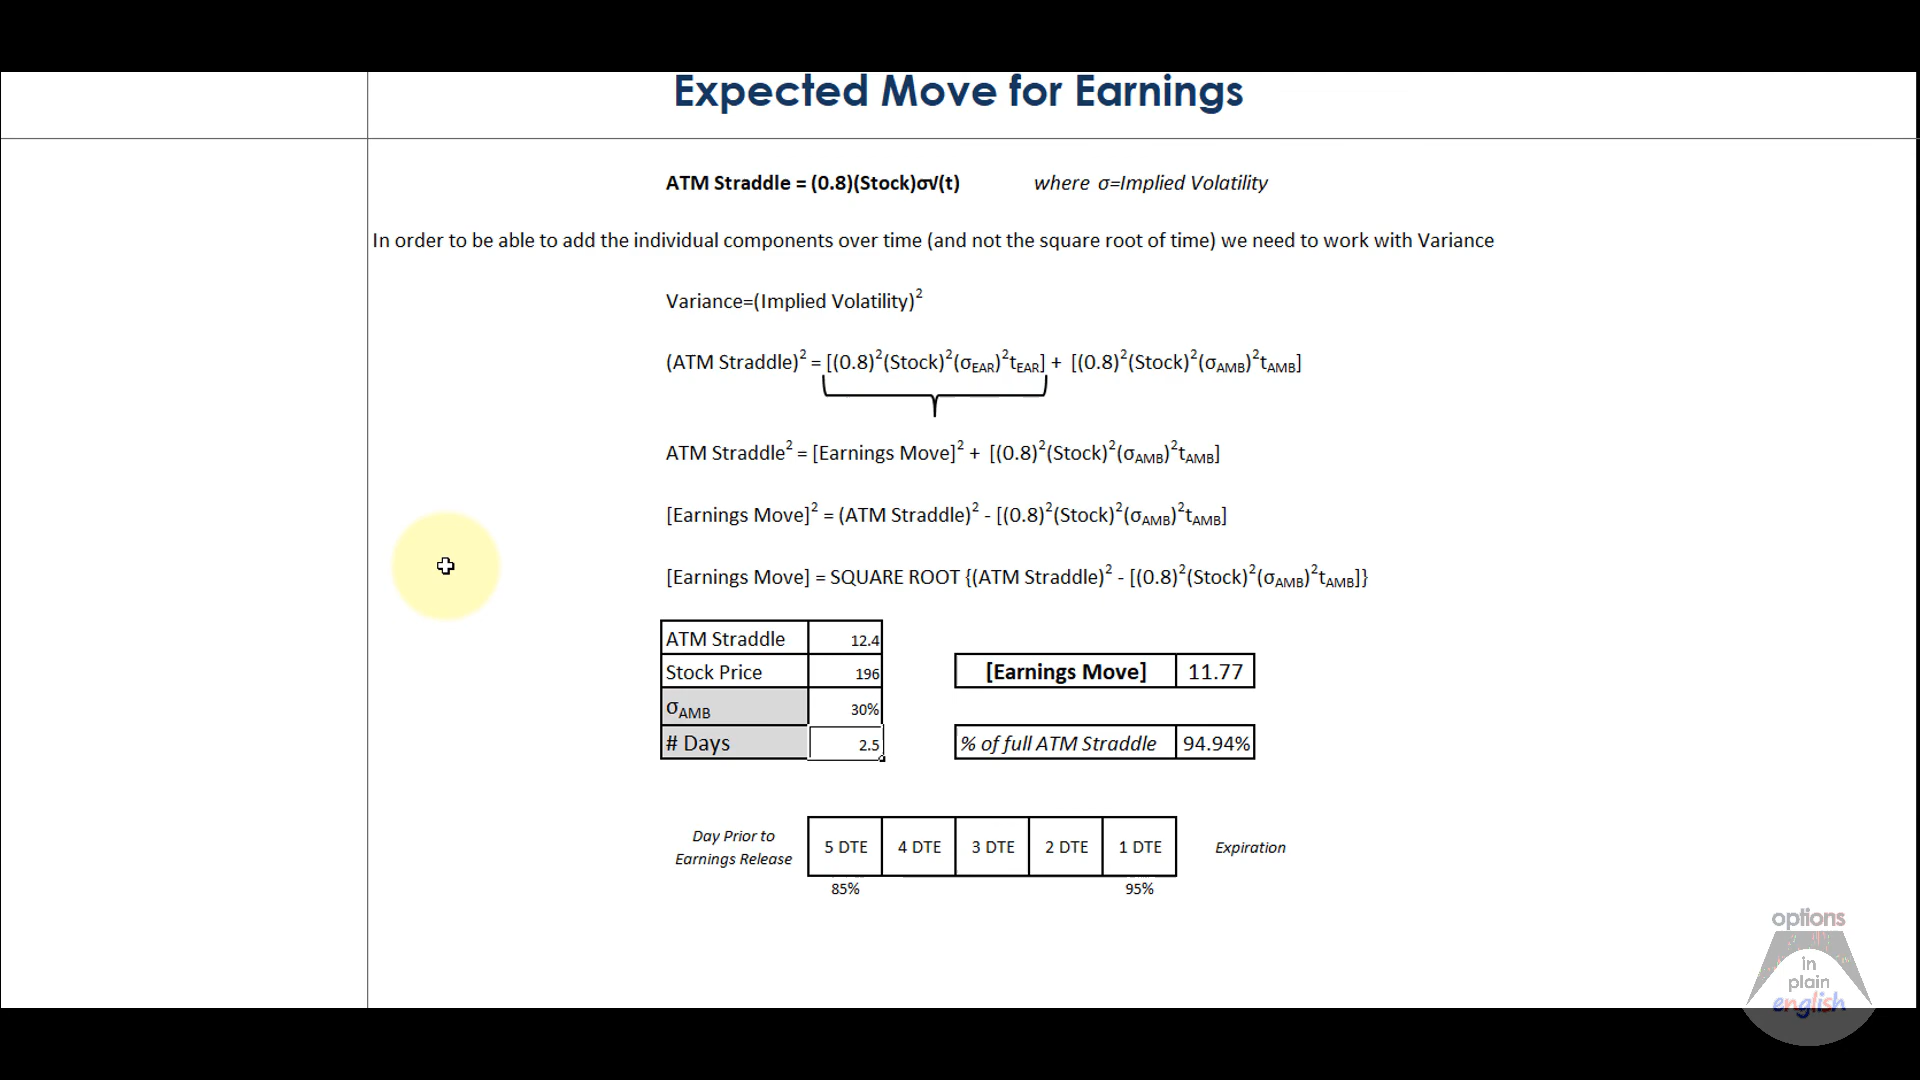 Expected Move for Earnings
ATM Straddle = (0.8)(Stock)σ√(t) where σ=Implied Volatility
In order to be able to add the individual components over time (and not the square root of time) we need to work with Variance
Variance=(Implied Volatility)²
(ATM Straddle)² = [(0.8)²(Stock)²(σEAR)²tEAR] + [(0.8)²(Stock)²(σAMB)²tAMB]
ATM Straddle² = [Earnings Move]² + [(0.8)²(Stock)²(σAMB)²tAMB]
[Earnings Move]² = (ATM Straddle)² - [(0.8)²(Stock)²(σAMB)²tAMB]
[Earnings Move] = SQUARE ROOT {(ATM Straddle)² - [(0.8)²(Stock)²(σAMB)²tAMB]}
ATM Straddle 12.4
Stock Price 196
[Earnings Move] 11.77
σAMB 30%
# Days 2.5
% of full ATM Straddle 94.94%
Day Prior to
Earnings Release
5 DTE 4 DTE 3 DTE 2 DTE 1 DTE Expiration
85% 95%
options
in
plain
english